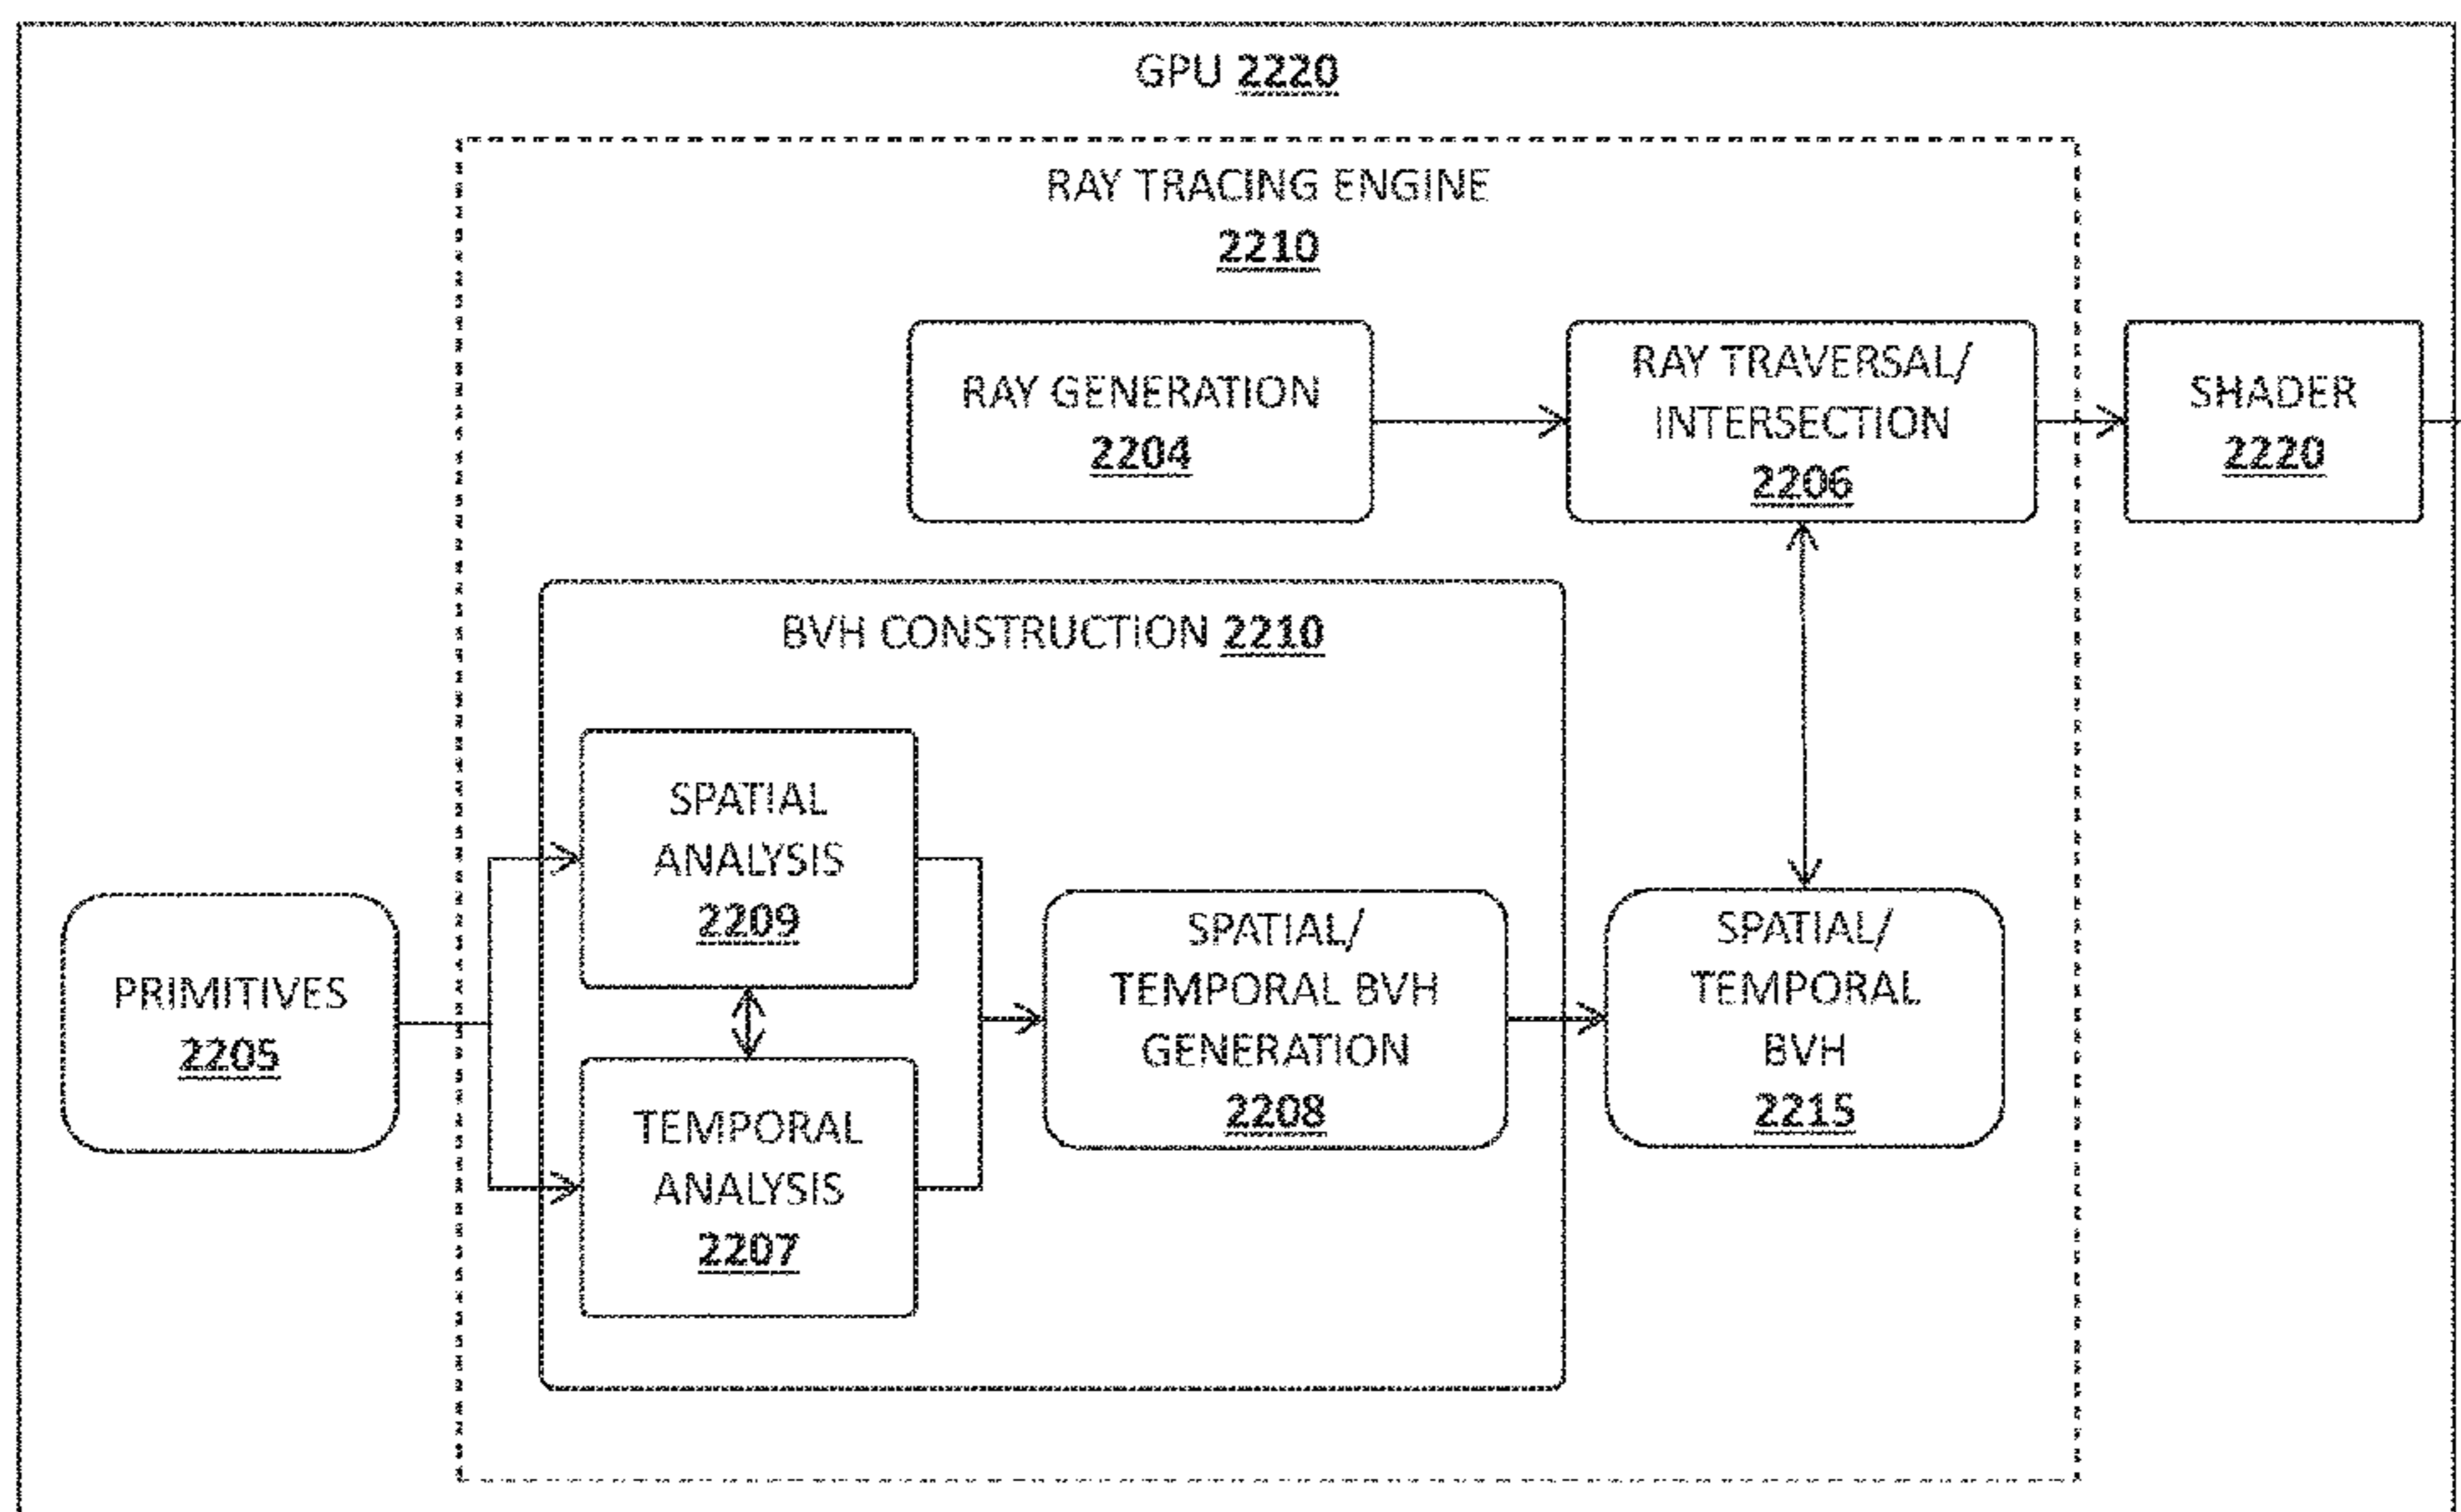 GPU 2220
RAY TRACING ENGINE
2210
RAY GENERATION
2204
RAY TRAVERSAL/
INTERSECTION
2206
SHADER
2220
BVH CONSTRUCTION 2210
SPATIAL
ANALYSIS
2209
PRIMITIVES
2205
TEMPORAL
ANALYSIS
2207
SPATIAL/
TEMPORAL BVH
GENERATION
2208
SPATIAL/
TEMPORAL
BVH
2215